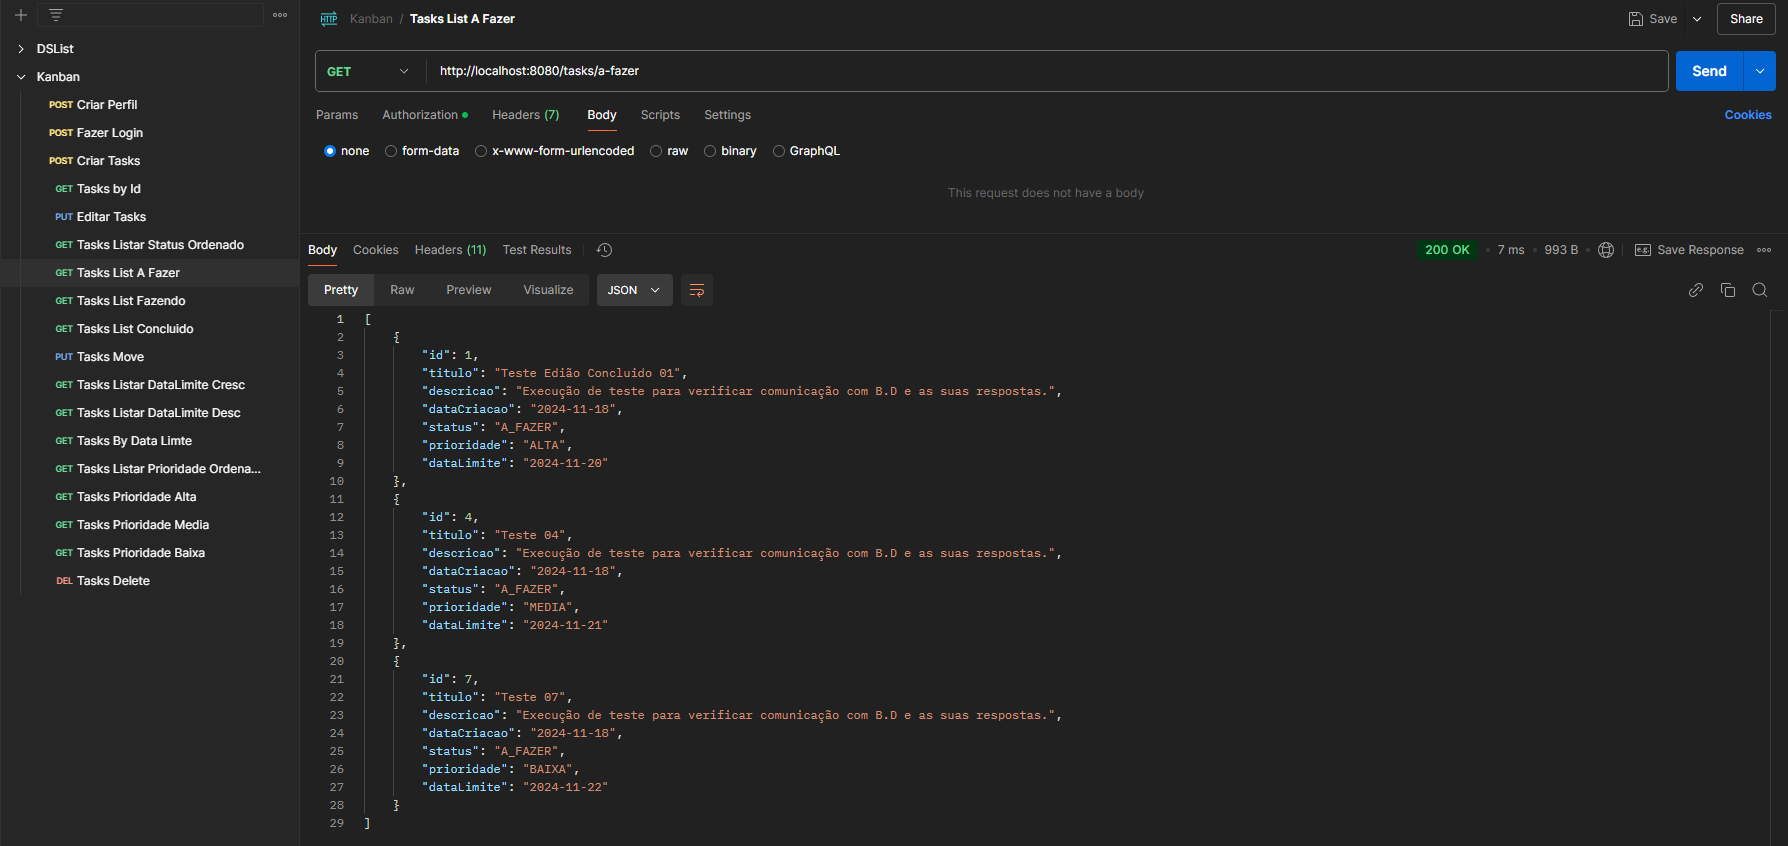 DSList
Kanban
POST Criar Perfil
POST Fazer Login
POST Criar Tasks
GET Tasks by Id
PUT Editar Tasks
GET Tasks Listar Status Ordenado
GET Tasks List A Fazer
GET Tasks List Fazendo
GET Tasks List Concluido
PUT Tasks Move
GET Tasks Listar DataLimite Cresc
GET Tasks Listar DataLimite Desc
GET Tasks By Data Limte
GET Tasks Listar Prioridade Ordena...
GET Tasks Prioridade Alta
GET Tasks Prioridade Media
GET Tasks Prioridade Baixa
DEL Tasks Delete
HTTP Kanban / Tasks List A Fazer Save Share
GET http://localhost:8080/tasks/a-fazer Send
Params Authorization Headers (7) Body Scripts Settings Cookies
none form-data x-www-form-urlencoded raw binary GraphQL
This request does not have a body
Body Cookies Headers (11) Test Results 200 OK • 7 ms • 993 B • e.g. Save Response
Pretty Raw Preview Visualize JSON
1 [
2 {
3 "id": 1,
4 "titulo": "Teste Edião Concluido 01",
5 "descricao": "Execução de teste para verificar comunicação com B.D e as suas respostas.",
6 "dataCriacao": "2024-11-18",
7 "status": "A_FAZER",
8 "prioridade": "ALTA",
9 "dataLimite": "2024-11-20"
10 },
11 {
12 "id": 4,
13 "titulo": "Teste 04",
14 "descricao": "Execução de teste para verificar comunicação com B.D e as suas respostas.",
15 "dataCriacao": "2024-11-18",
16 "status": "A_FAZER",
17 "prioridade": "MEDIA",
18 "dataLimite": "2024-11-21"
19 },
20 {
21 "id": 7,
22 "titulo": "Teste 07",
23 "descricao": "Execução de teste para verificar comunicação com B.D e as suas respostas.",
24 "dataCriacao": "2024-11-18",
25 "status": "A_FAZER",
26 "prioridade": "BAIXA",
27 "dataLimite": "2024-11-22"
28 }
29 ]